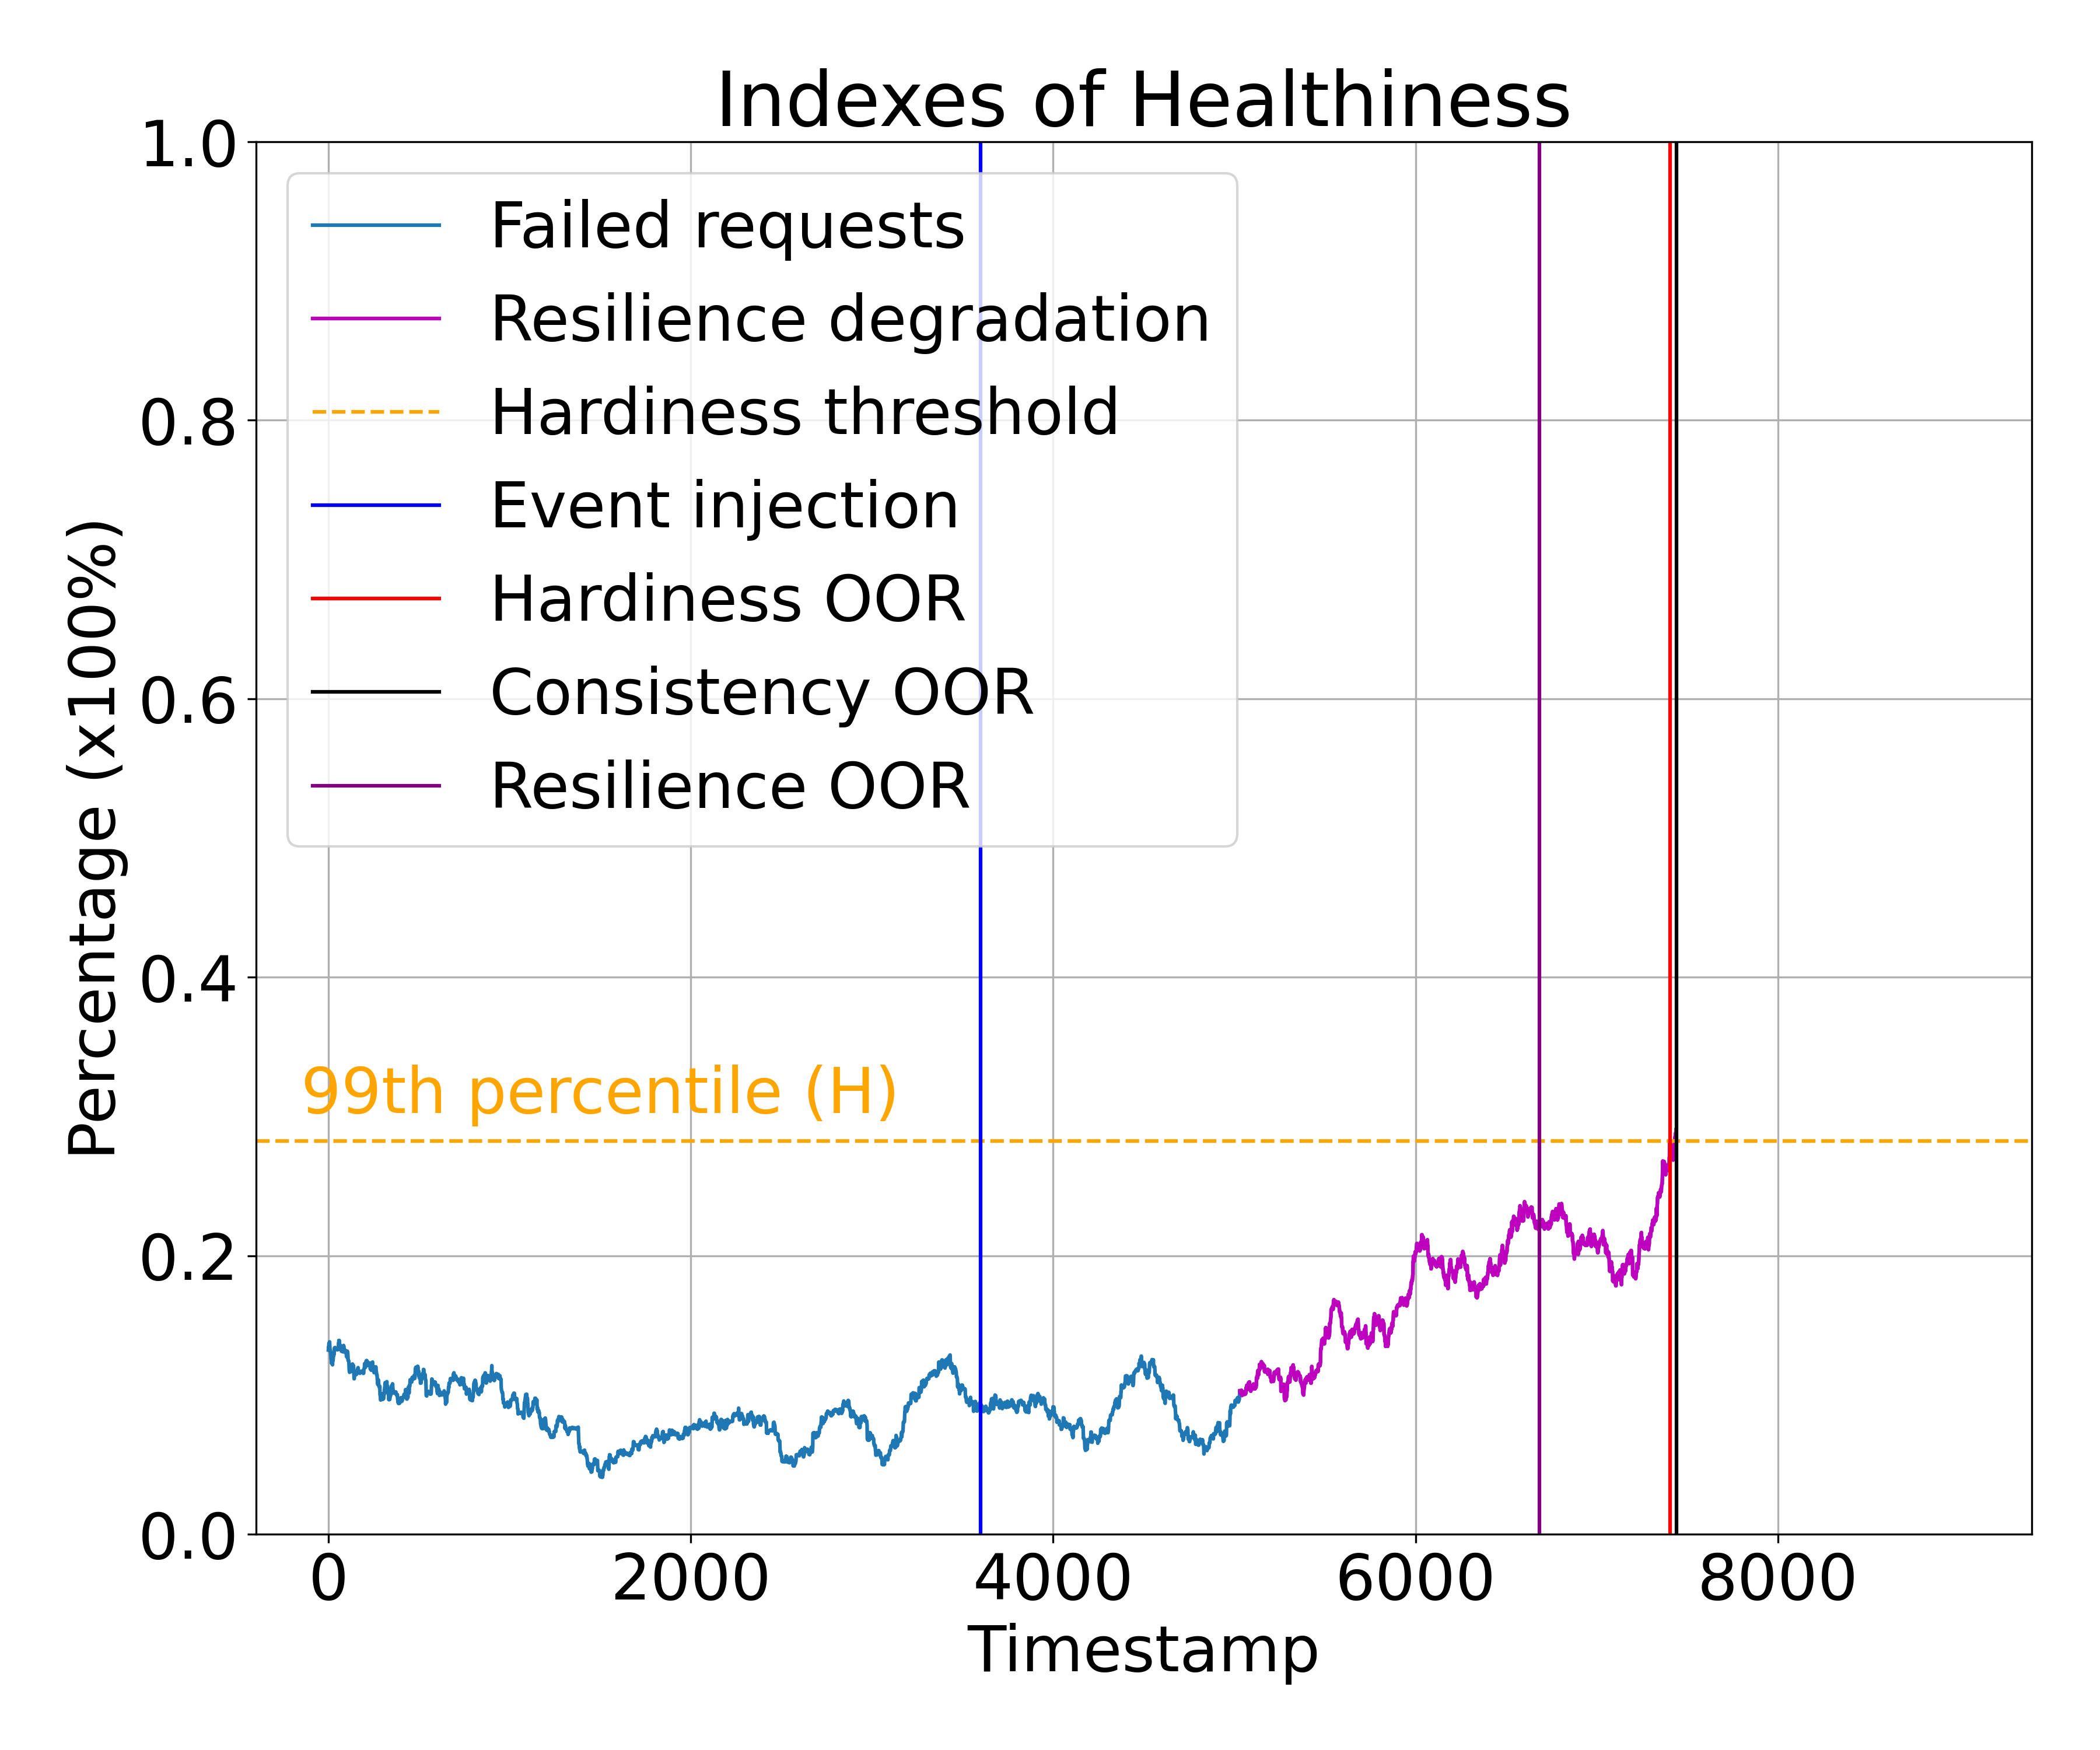 Indexes of Healthiness
Percentage (x100%)
1.0
0.8
0.6
0.4
0.2
0.0
Failed requests
Resilience degradation
Hardiness threshold
Event injection
Hardiness OOR
Consistency OOR
Resilience OOR
99th percentile (H)
0 2000 4000 6000 8000
Timestamp